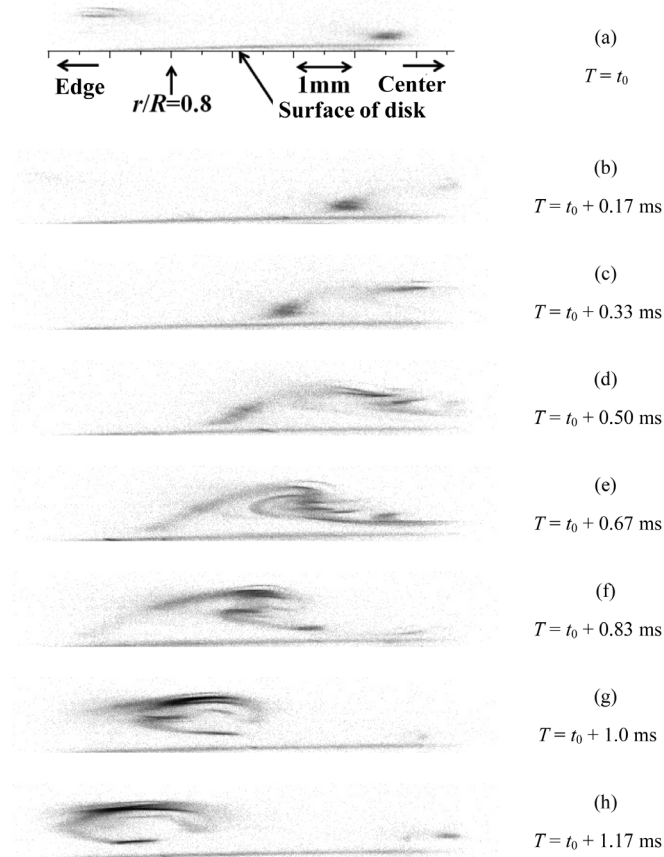 (a)
T = t0
Edge
r/R=0.8
1mm
Surface of disk
Center
(b)
T = t0 + 0.17 ms
(c)
T = t0 + 0.33 ms
(d)
T = t0 + 0.50 ms
(e)
T = t0 + 0.67 ms
(f)
T = t0 + 0.83 ms
(g)
T = t0 + 1.0 ms
(h)
T = t0 + 1.17 ms